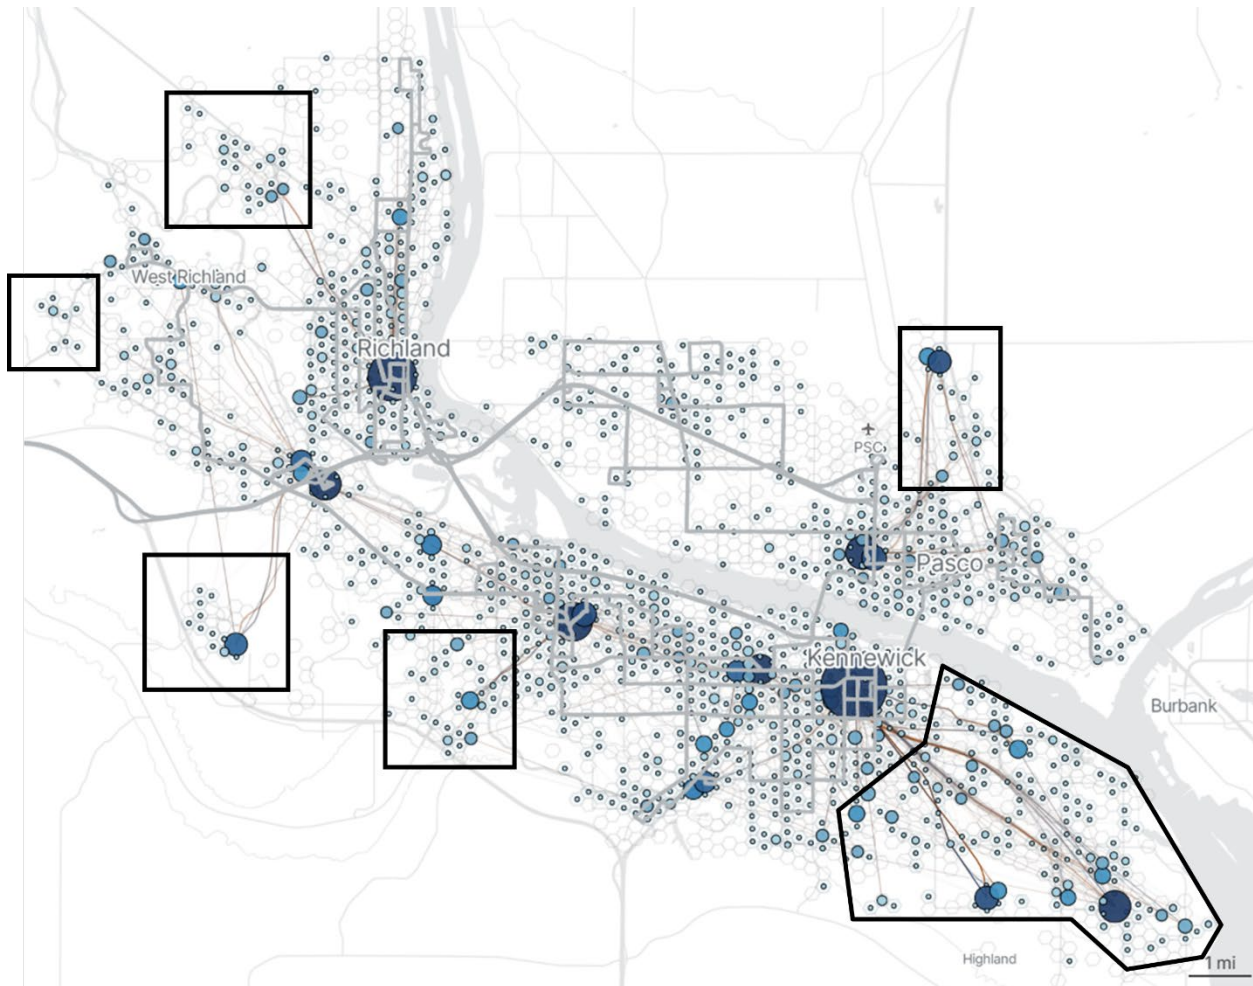 West Richland
Richland
PSC
Pasco
Kennewick
Burbank
Highland
1 mi